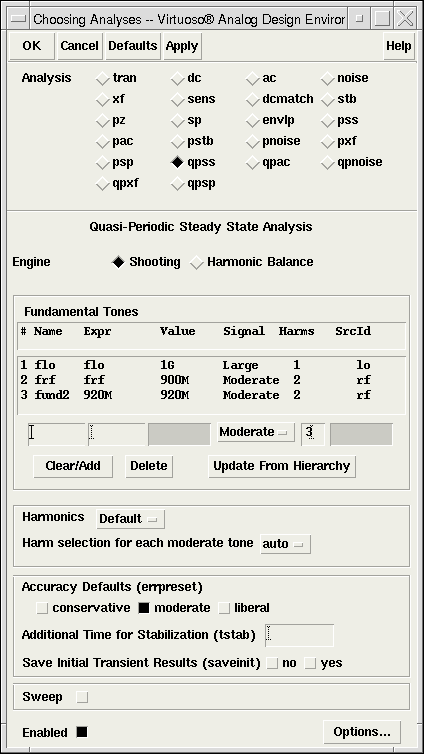 Choosing Analyses -- Virtuoso® Analog Design Environ
OK Cancel Defaults Apply Help
Analysis tran dc ac noise
xf sens dcmatch stb
pz sp envlp pss
pac pstb pnoise pxf
psp qpss qpac qpnoise
qpxf qpsp
Quasi-Periodic Steady State Analysis
Engine Shooting Harmonic Balance
Fundamental Tones
# Name Expr Value Signal Harms SrcId
1 flo flo 1G Large 1 lo
2 frf frf 900M Moderate 2 rf
3 fund2 920M 920M Moderate 2 rf
Moderate 3
Clear/Add Delete Update From Hierarchy
Harmonics Default
Harm selection for each moderate tone auto
Accuracy Defaults (errpreset)
conservative moderate liberal
Additional Time for Stabilization (tstab)
Save Initial Transient Results (saveinit) no yes
Sweep
Enabled Options...